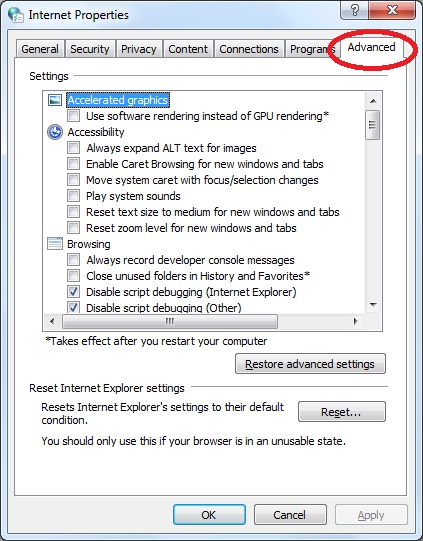 Internet Properties
?
General
Security
Privacy
Content
Connections
Programs
Advanced
Settings
Accelerated graphics
Use software rendering instead of GPU rendering*
Accessibility
Always expand ALT text for images
Enable Caret Browsing for new windows and tabs
Move system caret with focus/selection changes
Play system sounds
Reset text size to medium for new windows and tabs
Reset zoom level for new windows and tabs
Browsing
Always record developer console messages
Close unused folders in History and Favorites*
Disable script debugging (Internet Explorer)
Disable script debugging (Other)
*Takes effect after you restart your computer
Restore advanced settings
Reset Internet Explorer settings
Resets Internet Explorer's settings to their default
condition.
Reset...
You should only use this if your browser is in an unusable state.
OK
Cancel
Apply